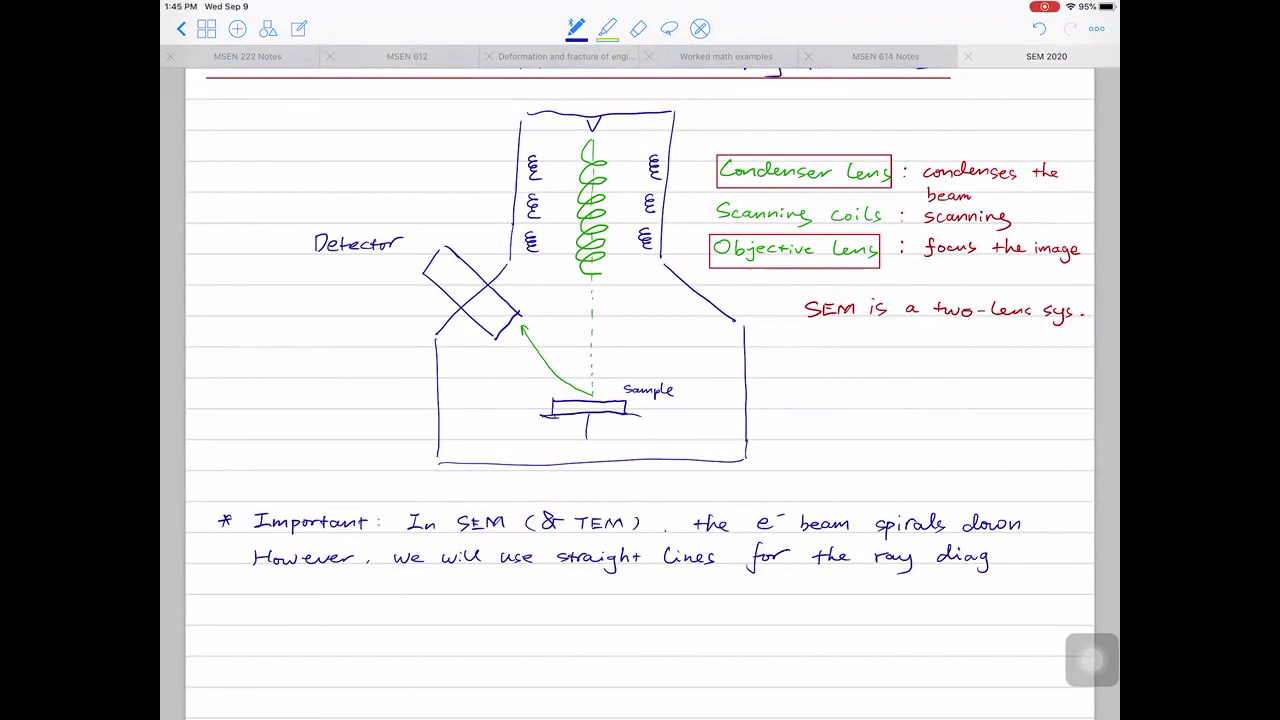 1:45 PM Wed Sep 9
95%
MSEN 222 Notes
MSEN 612
Deformation and fracture of engi...
Worked math examples
MSEN 614 Notes
SEM 2020
Condenser Lens : condenses the
beam
Scanning coils : scanning
Detector
Objective Lens : focus the image
SEM is a two-lens sys.
Sample
* Important: In SEM (& TEM), the e⁻ beam spirals down
However, we will use straight lines for the ray diag